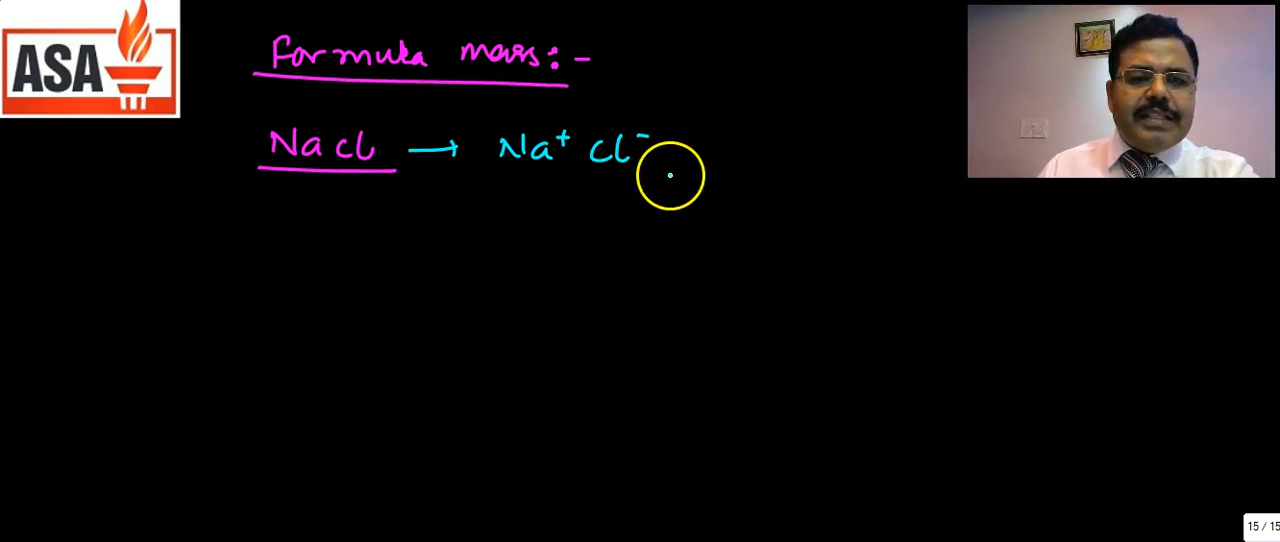 ASA
Formula mass:-
NaCl → Na⁺ Cl⁻
15 / 15